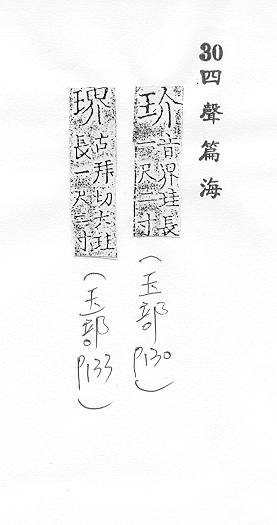 30四聲篇海
玠 音界珪長
一尺二寸
(玉部
P130)
琾 古拜切大珪
長一尺二寸
(玉部
P133)